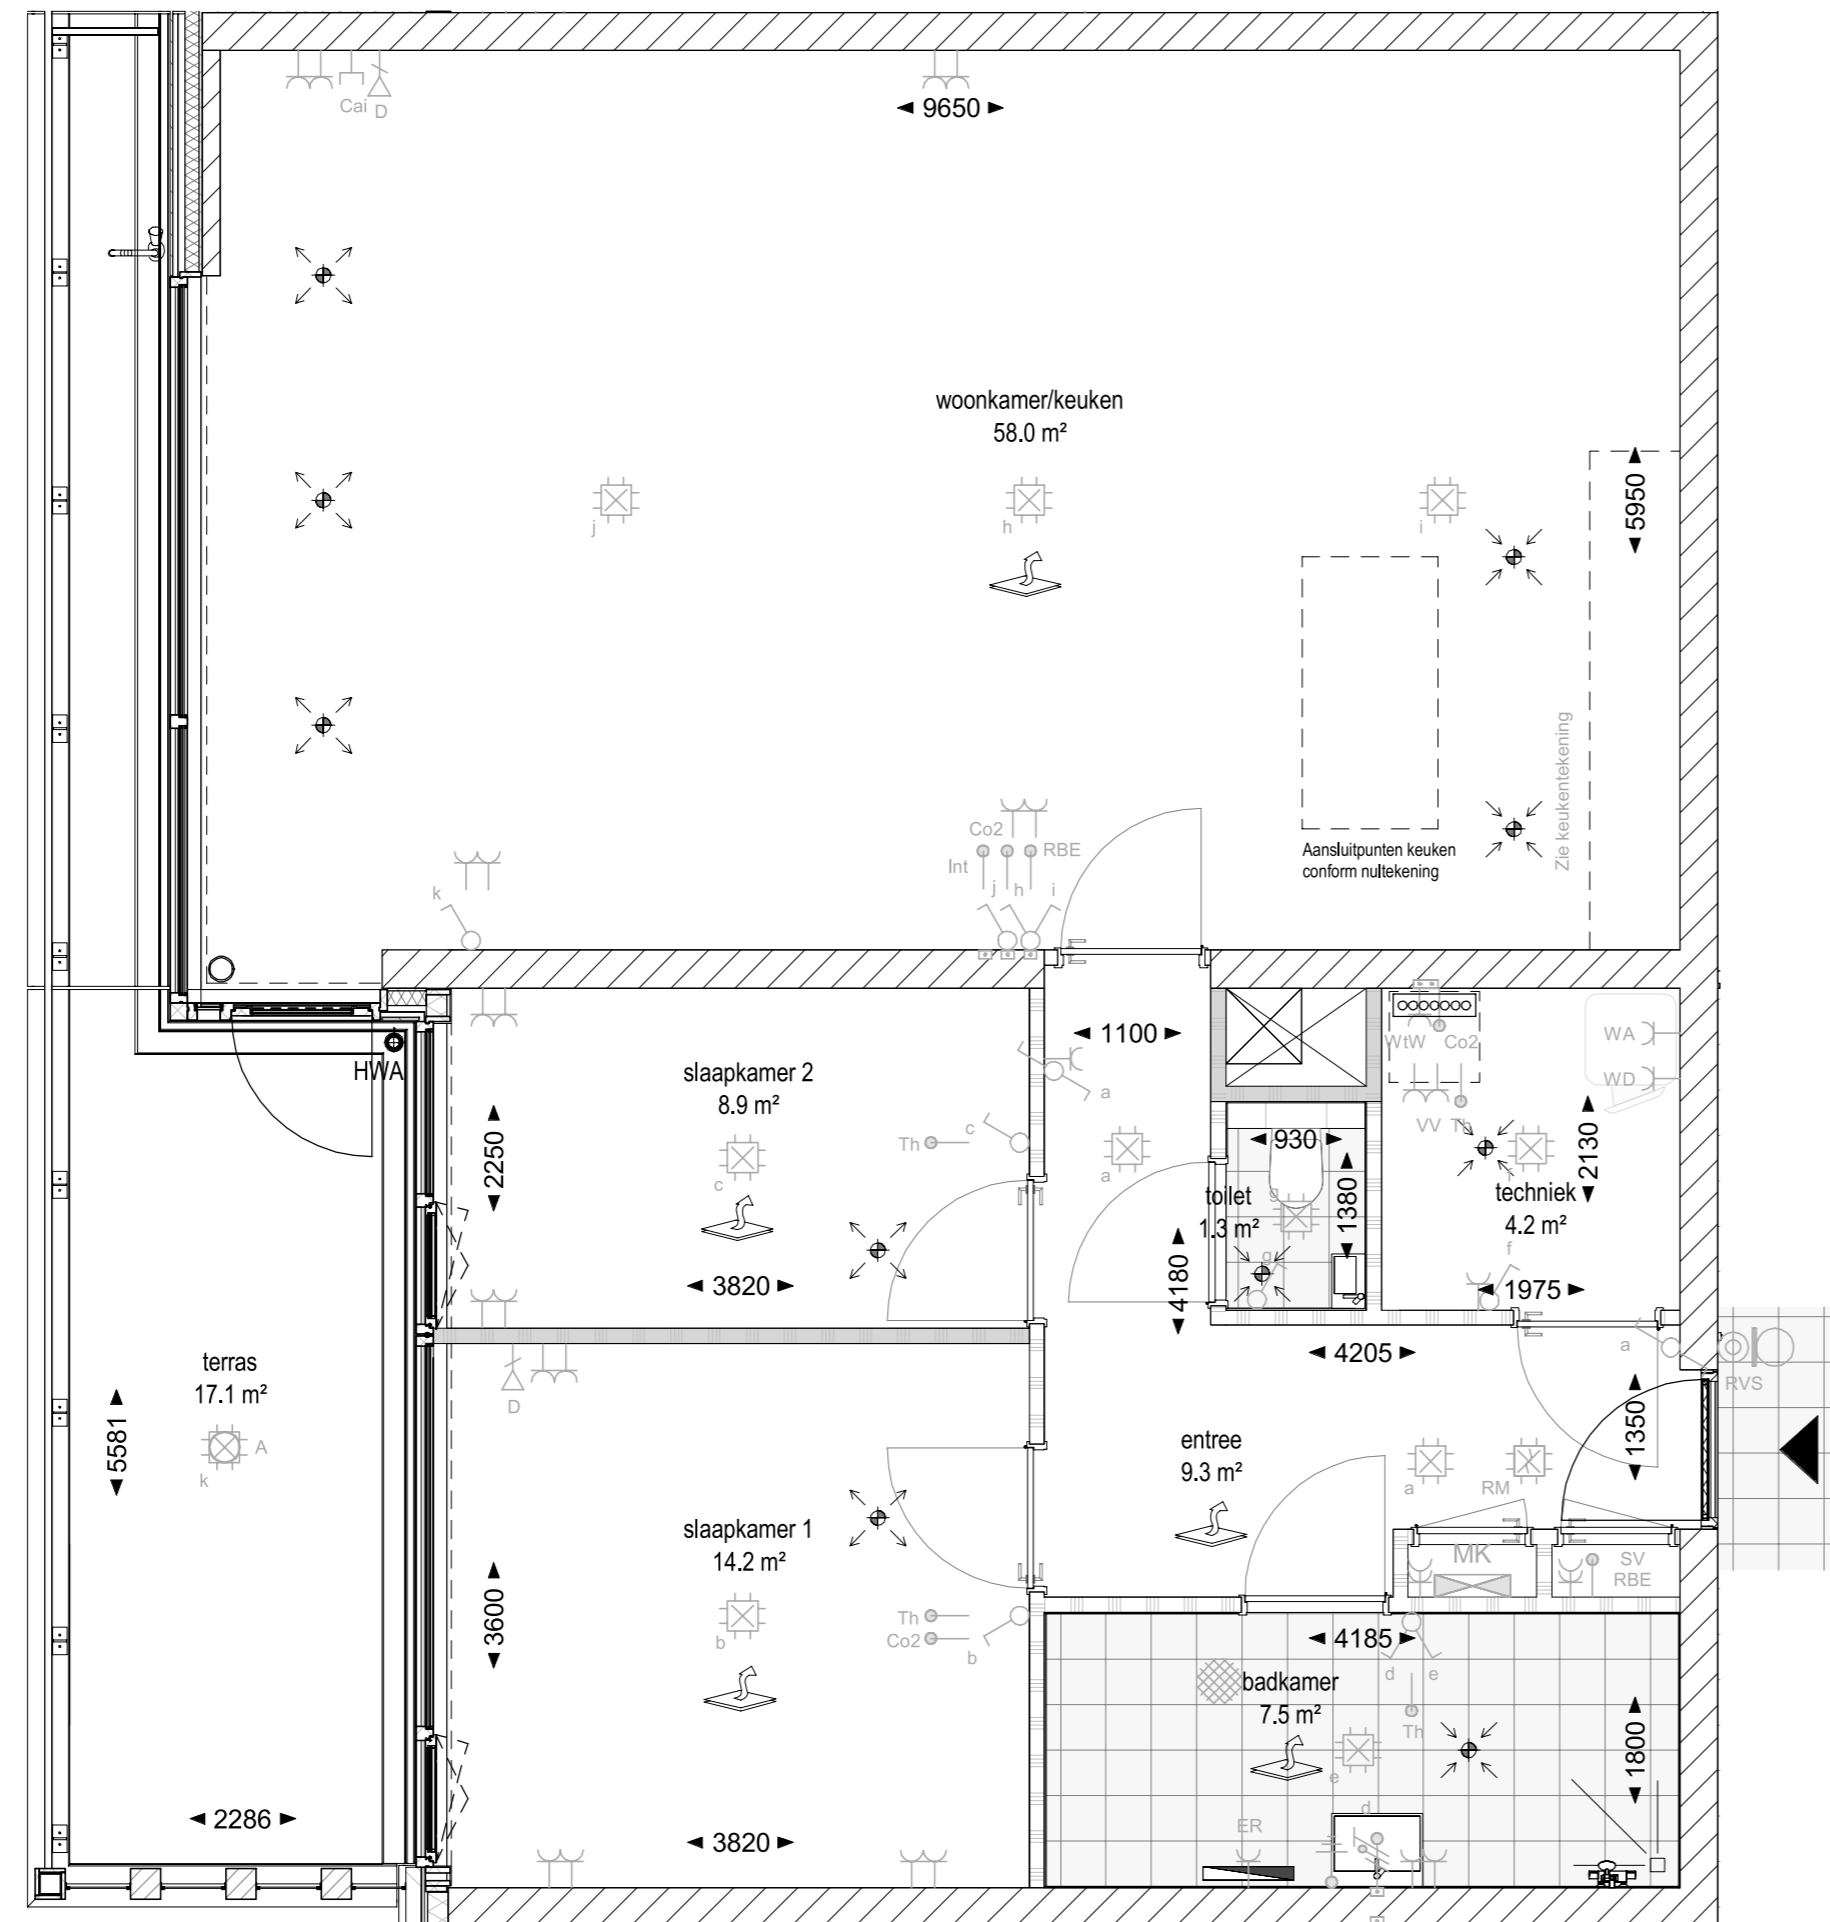 Cai
D
9650
woonkamer/keuken
58.0 m²
j
h
i
5950
Zie keukentekening
Aansluitpunten keuken
conform nultekening
Co2
RBE
Int
j
h
i
k
HWA
1100
slaapkamer 2
8.9 m²
2250
Th
c
c
3820
a
a
930
toilet
1.3 m²
g
g
1380
4180
WtW
Co2
WA
WD
VV
Th
2130
techniek
4.2 m²
f
1975
4205
a
RVS
1350
terras
17.1 m²
A
k
5581
2286
D
slaapkamer 1
14.2 m²
3600
Th
Co2
b
b
3820
entree
9.3 m²
a
RM
MK
SV
RBE
4185
badkamer
7.5 m²
d
e
Th
e
d
ER
1800